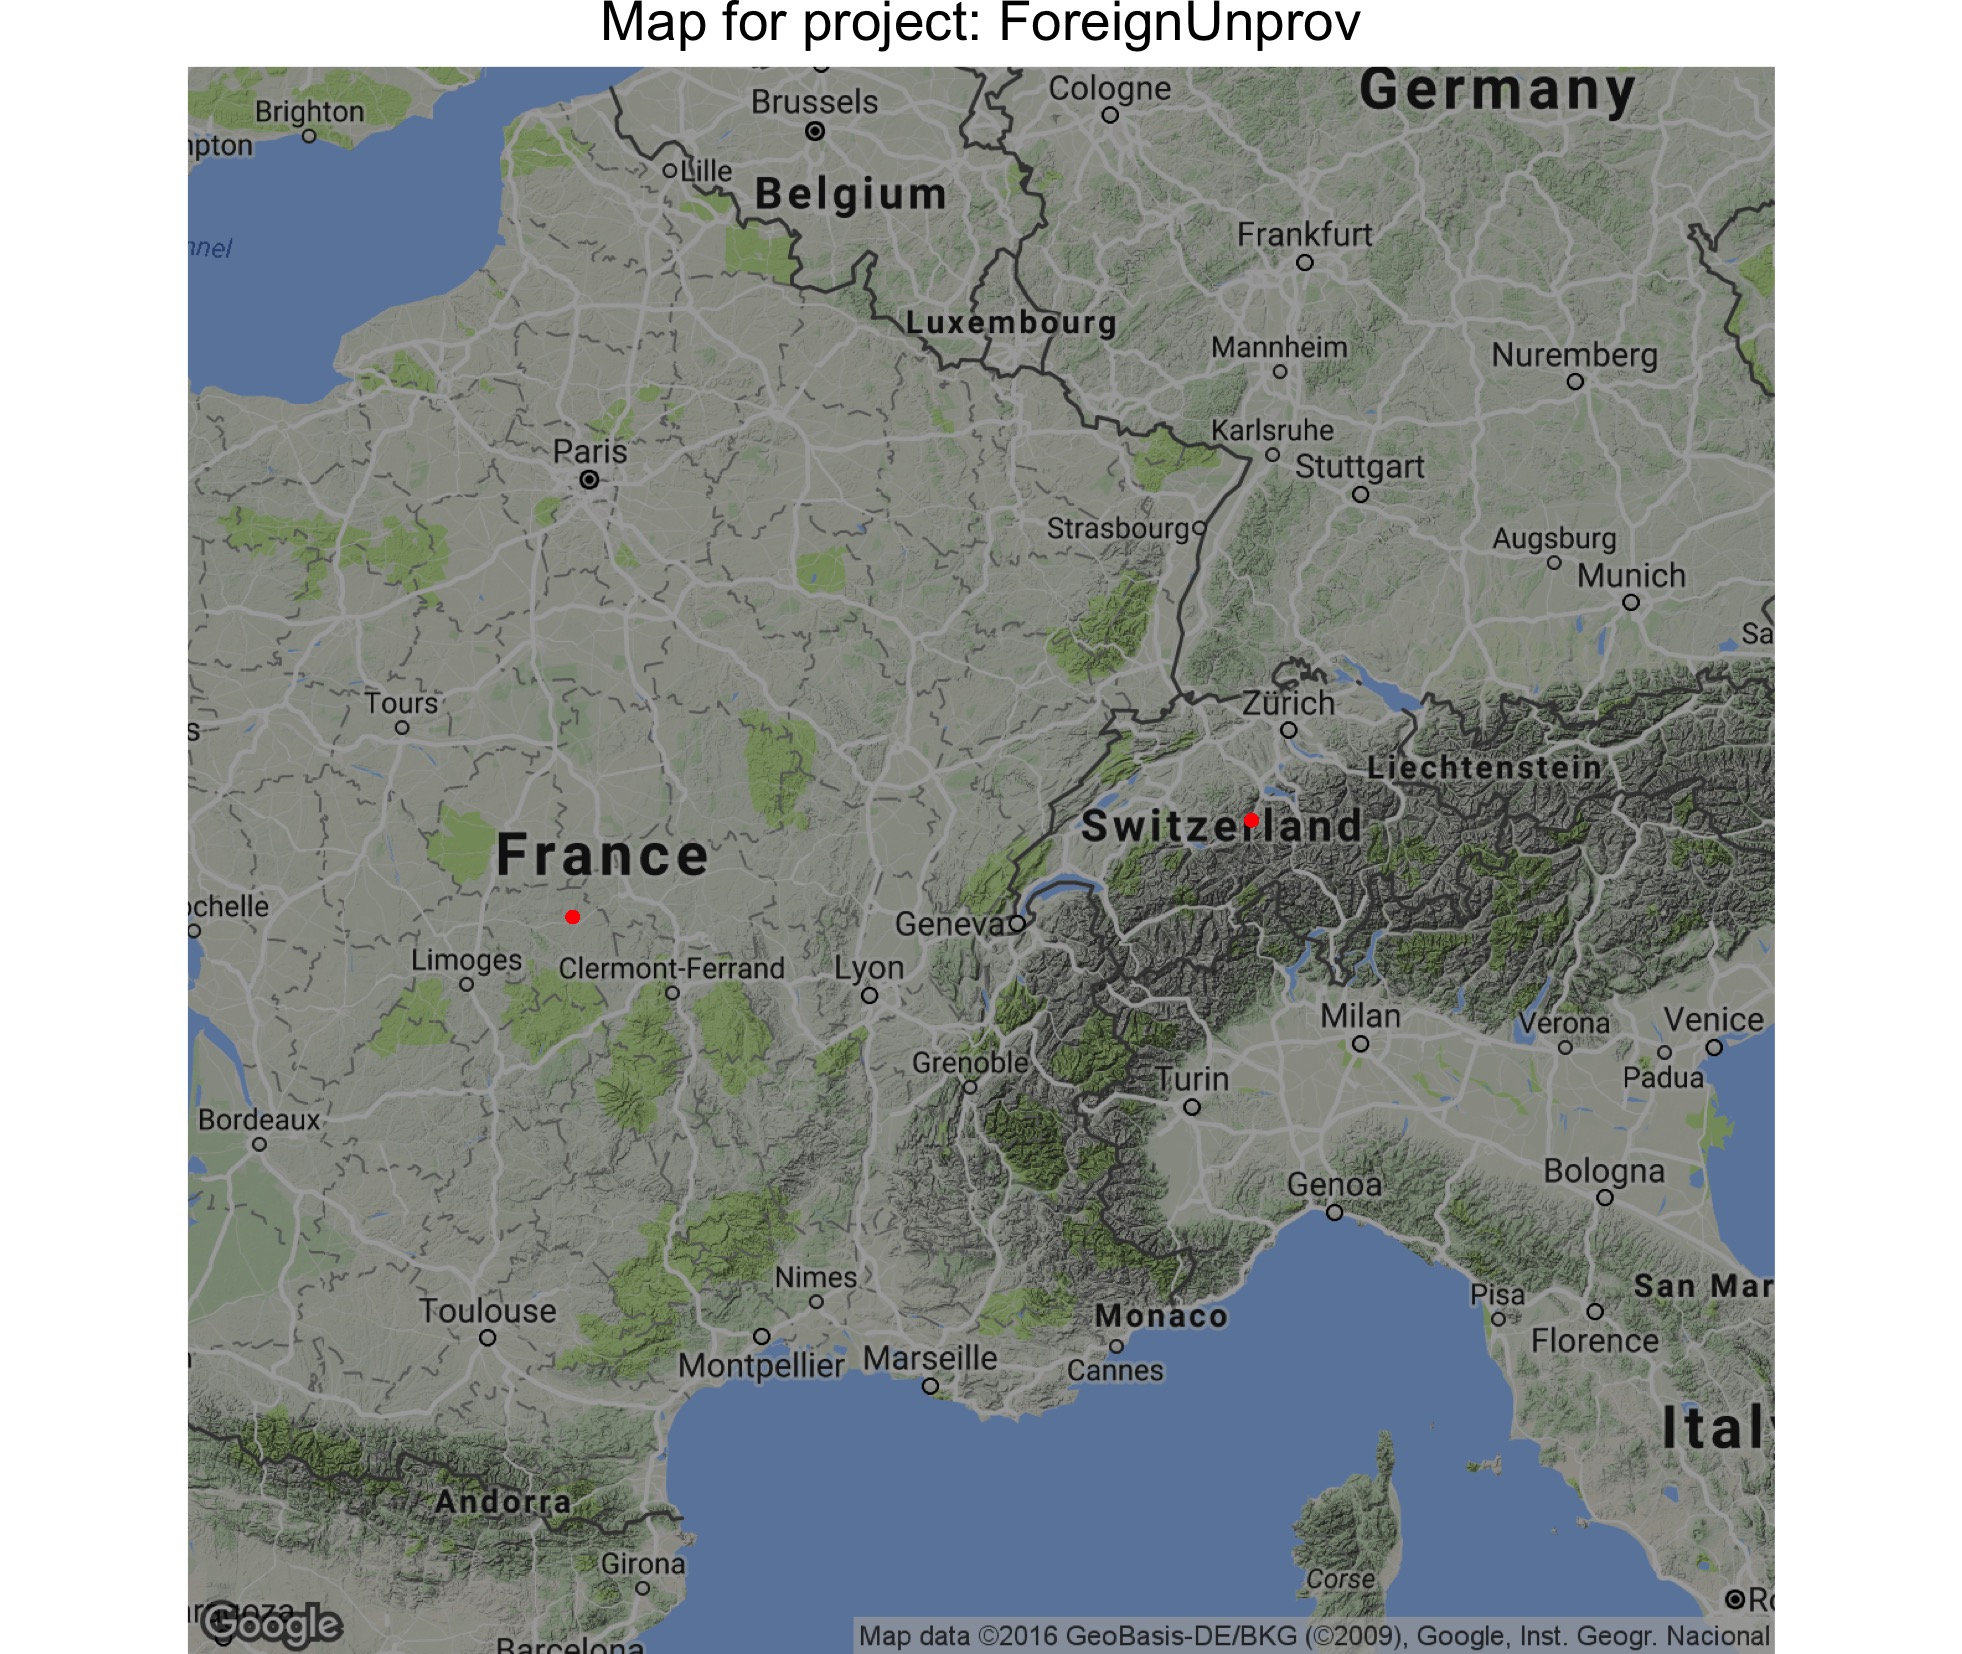 Map for project: ForeignUnprov
Cologne
Germany
Brussels
Brighton
mpton
Lille
Belgium
Frankfurt
nnel
Luxembourg
Mannheim
Nuremberg
Karlsruhe
Paris
Stuttgart
Strasbourg
Augsburg
Munich
Sa
Tours
Zürich
s
Liechtenstein
Switzerland
France
ochelle
Geneva
Limoges
Clermont-Ferrand
Lyon
Milan
Verona
Venice
Grenoble
Turin
Padua
Bordeaux
Bologna
Genoa
Nimes
San Mar
Pisa
Toulouse
Monaco
Florence
Montpellier
Marseille
Cannes
Italy
Andorra
Girona
Corse
Ro
aragoza
Google
Barcelona
Map data ©2016 GeoBasis-DE/BKG (©2009), Google, Inst. Geogr. Nacional